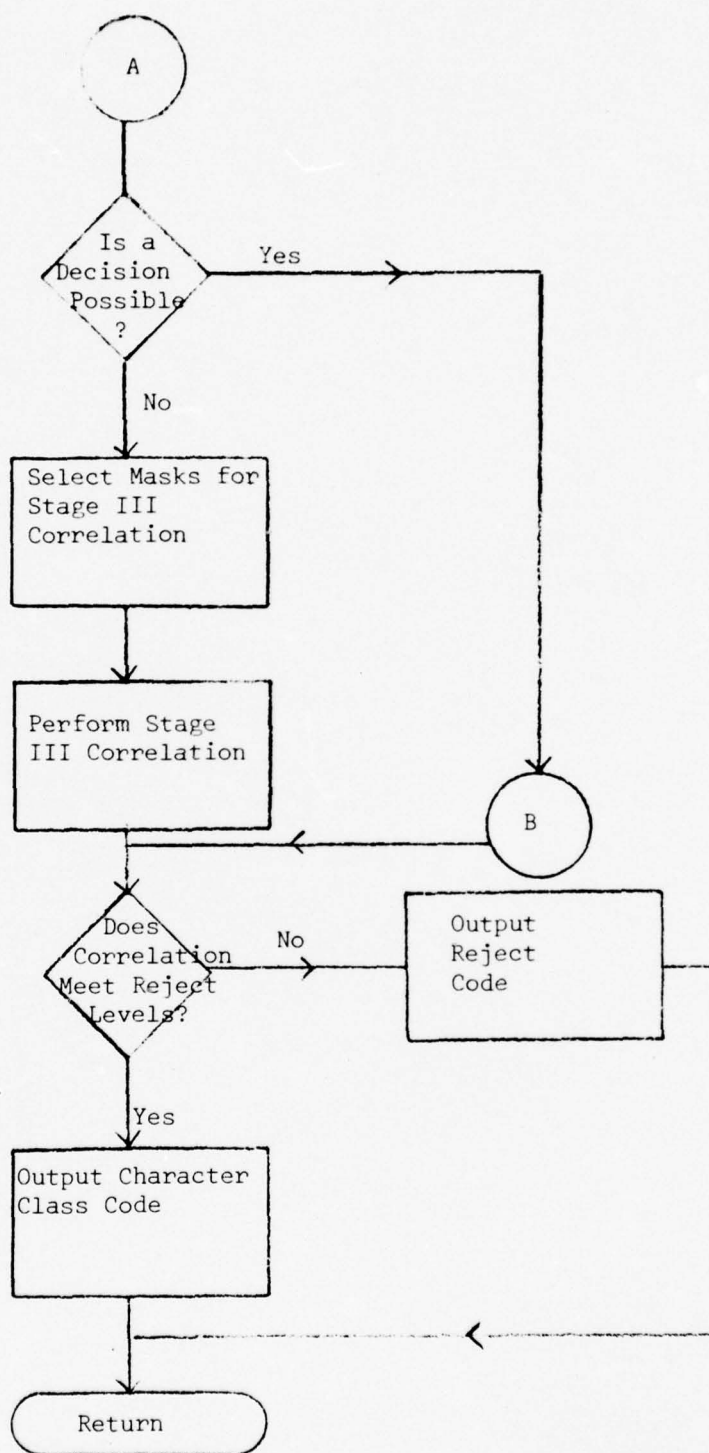 A
Is a
Decision
Possible
?
Yes
No
Select Masks for
Stage III
Correlation
Perform Stage
III Correlation
B
Does
Correlation
Meet Reject
Levels?
No
Output
Reject
Code
Yes
Output Character
Class Code
Return